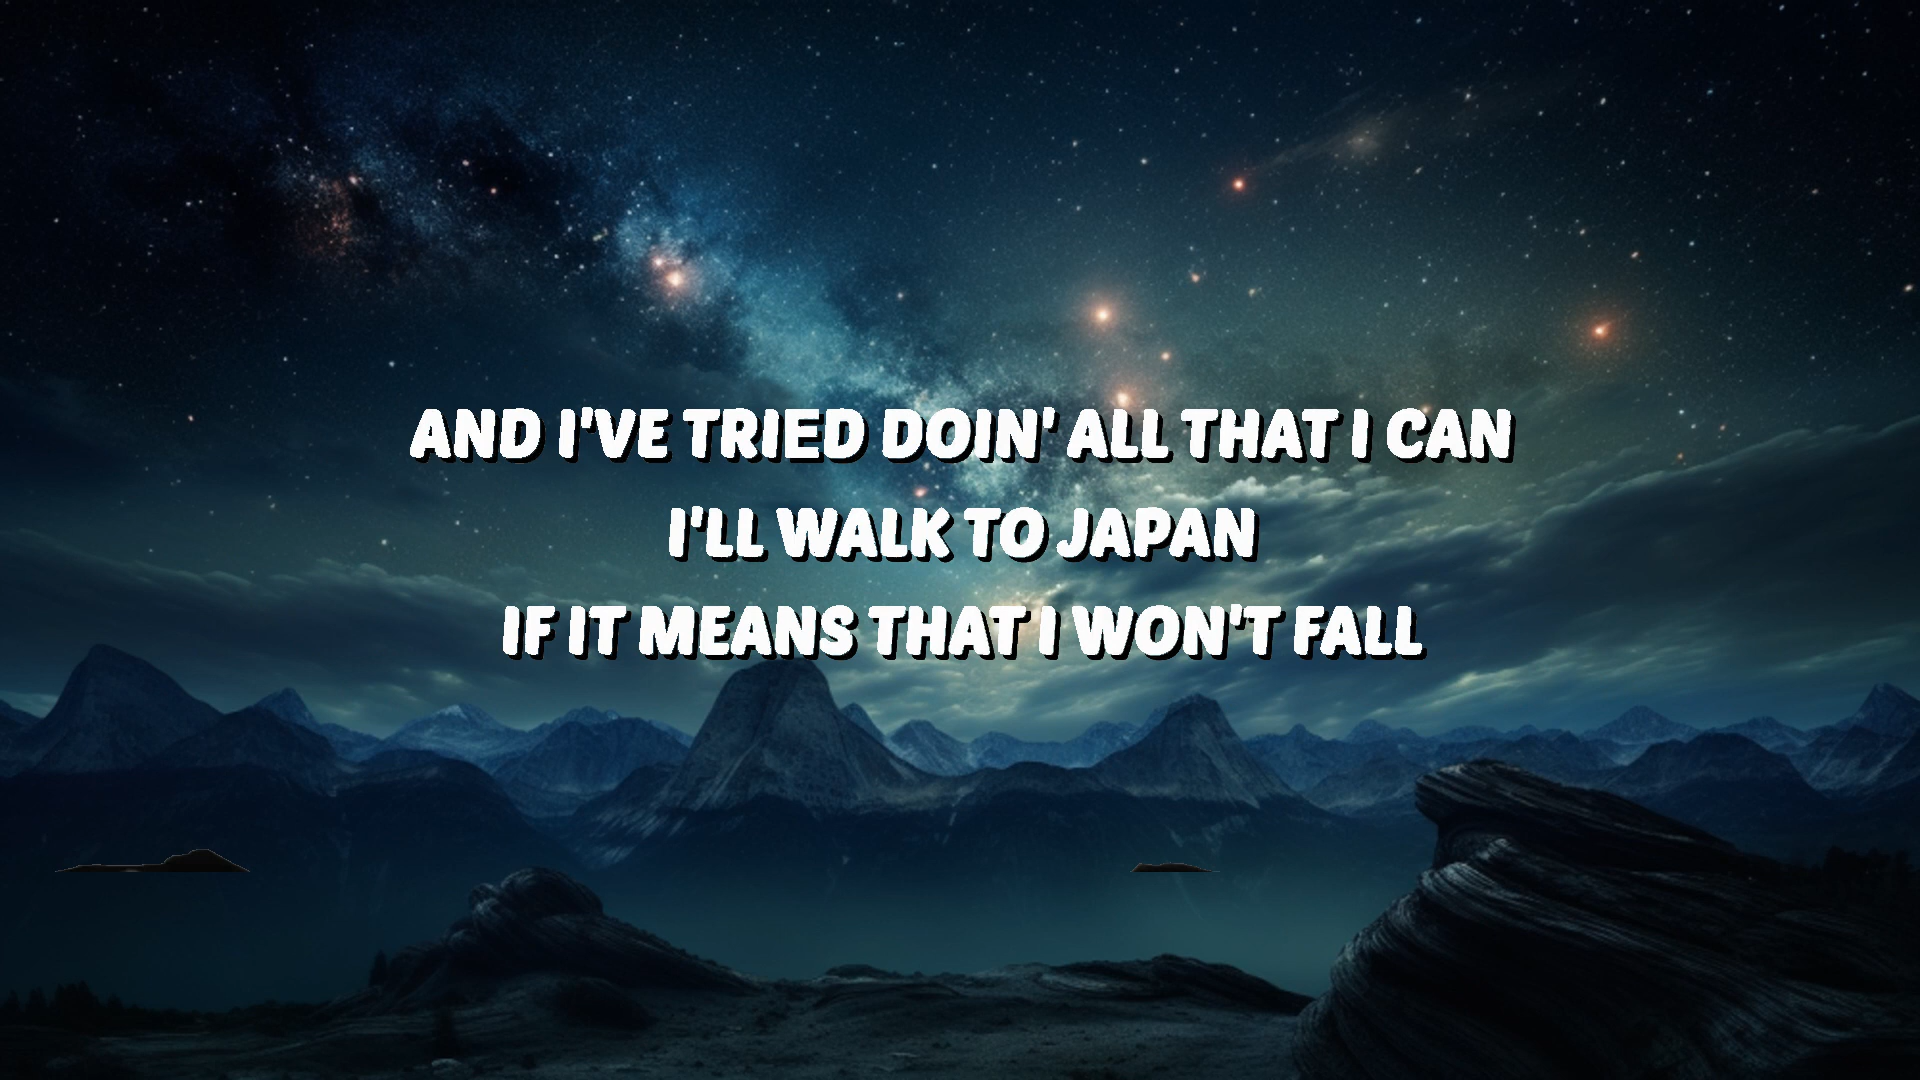 AND I'VE TRIED DOIN' ALL THAT I CAN
I'LL WALK TO JAPAN
IF IT MEANS THAT I WON'T FALL